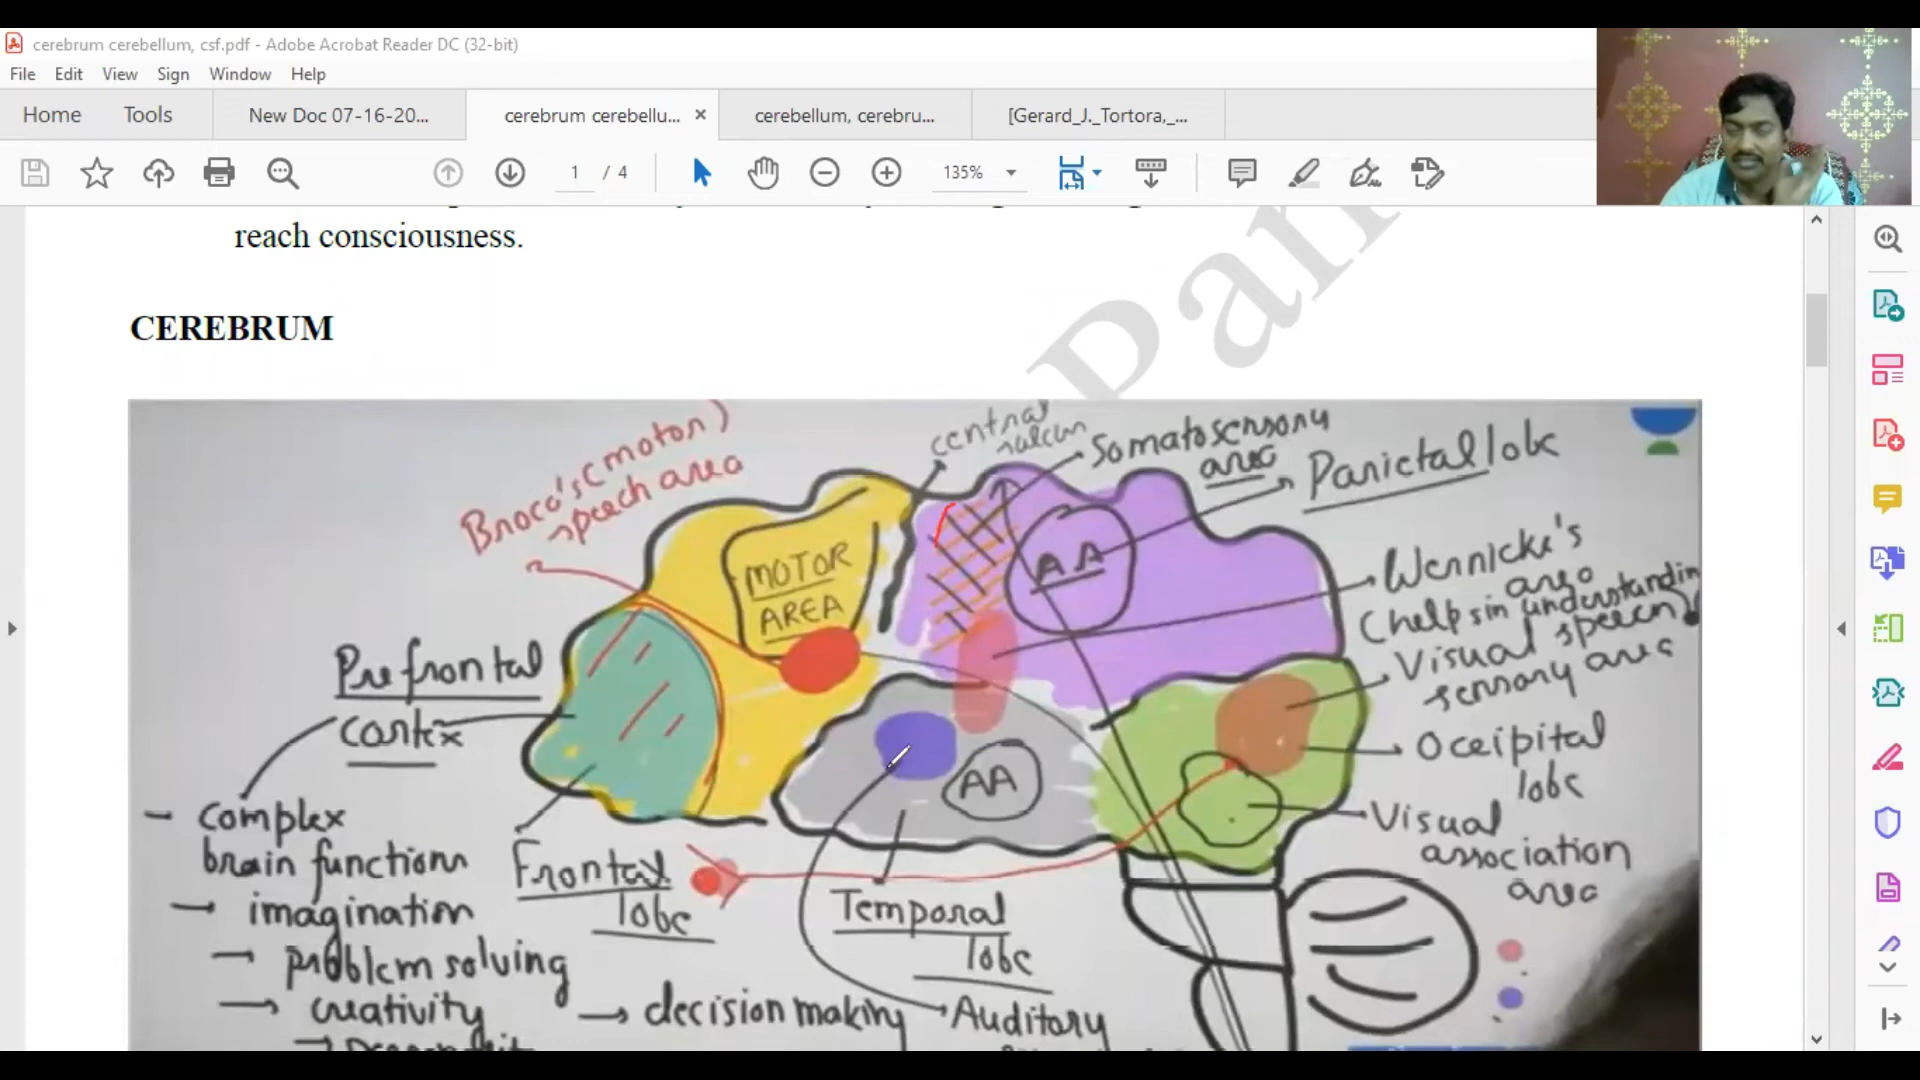 cerebrum cerebellum, csf.pdf - Adobe Acrobat Reader DC (32-bit)
File Edit View Sign Window Help
Home Tools New Doc 07-16-20... cerebrum cerebellu... × cerebellum, cerebru... [Gerard_J._Tortora,_...
1 / 4 135%
reach consciousness.
CEREBRUM
Broca's (motor)
speech area
central
sulcus
Somatosensory
area
Parietal lobe
MOTOR
AREA
AA
Wernicke's
area
(helps in understanding
speech)
Visual
sensory area
Prefrontal
cortex
Occipital
lobe
AA
Visual
association
area
- complex
brain functions
→ imagination
→ problem solving
→ creativity
→ decision making
Frontal
lobe
Temporal
lobe
Auditory